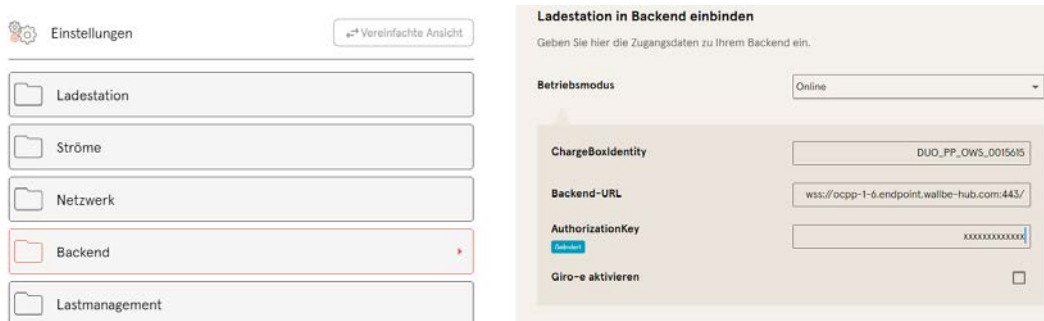 Einstellungen
Vereinfachte Ansicht
Ladestation
Ströme
Netzwerk
Backend
Lastmanagement
Ladestation in Backend einbinden
Geben Sie hier die Zugangsdaten zu Ihrem Backend ein.
Betriebsmodus
Online
ChargeBoxIdentity
DUO_PP_OWS_0015615
Backend-URL
wss://ocpp-1-6.endpoint.wallbe-hub.com:443/
AuthorizationKey
xxxxxxxxxxxxx
Geändert
Giro-e aktivieren